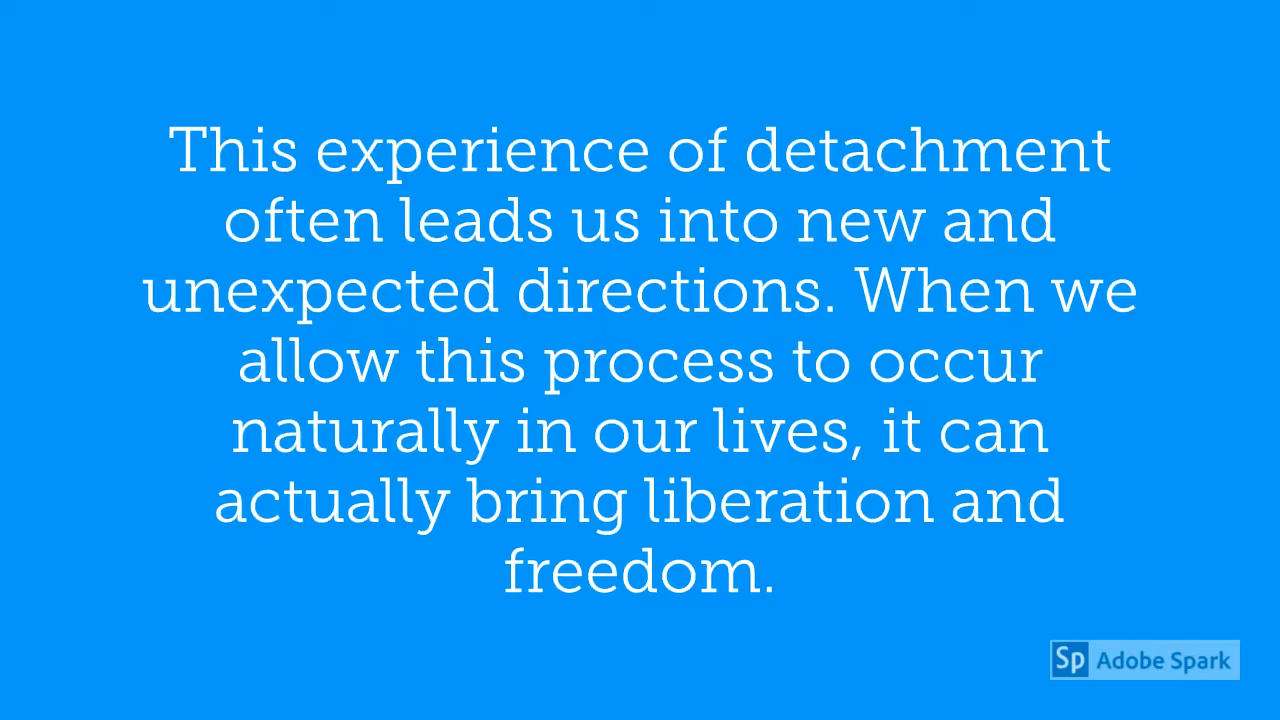 This experience of detachment
often leads us into new and
unexpected directions. When we
allow this process to occur
naturally in our lives, it can
actually bring liberation and
freedom.
Sp Adobe Spark